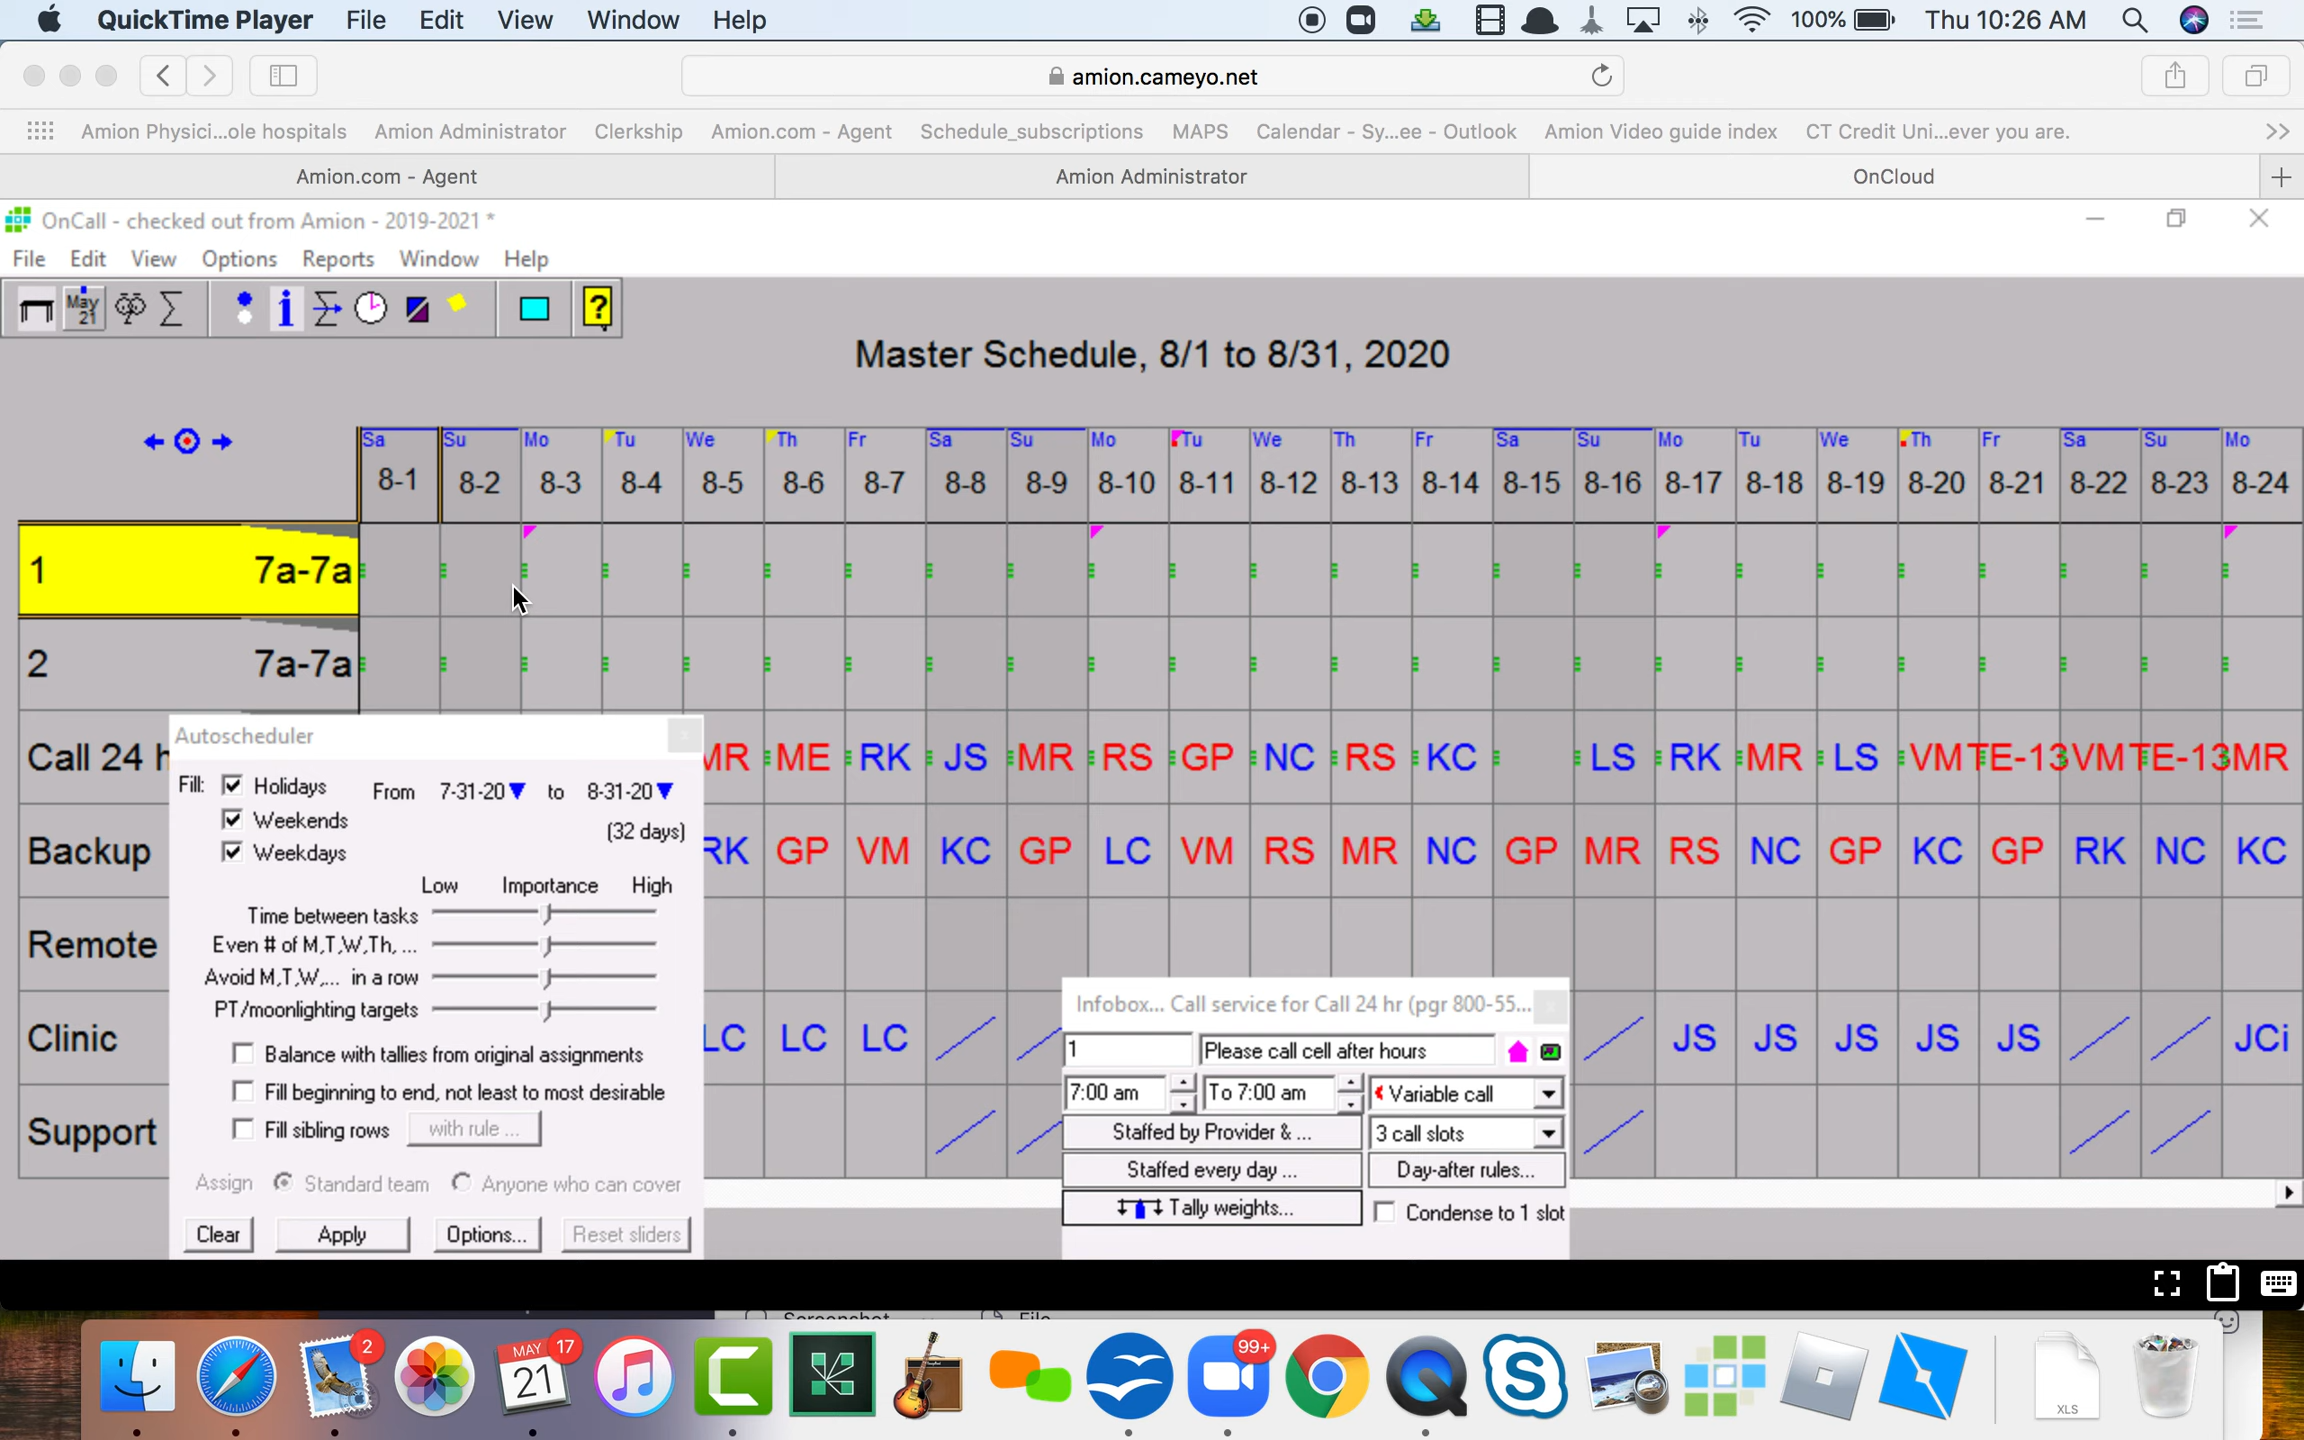 QuickTime Player File Edit View Window Help 100% Thu 10:26 AM
amion.cameyo.net
Amion Physici...ole hospitals Amion Administrator Clerkship Amion.com - Agent Schedule_subscriptions MAPS Calendar - Sy...ee - Outlook Amion Video guide index CT Credit Uni...ever you are. >>
Amion.com - Agent Amion Administrator OnCloud +
OnCall - checked out from Amion - 2019-2021 *
File Edit View Options Reports Window Help
May 21 ?
Master Schedule, 8/1 to 8/31, 2020
Sa Su Mo Tu We Th Fr Sa Su Mo Tu We Th Fr Sa Su Mo Tu We Th Fr Sa Su Mo
8-1 8-2 8-3 8-4 8-5 8-6 8-7 8-8 8-9 8-10 8-11 8-12 8-13 8-14 8-15 8-16 8-17 8-18 8-19 8-20 8-21 8-22 8-23 8-24
1 7a-7a
2 7a-7a
Call 24 h MR ME RK JS MR RS GP NC RS KC LS RK MR LS VM TE-13 VM TE-13 MR
Backup RK GP VM KC GP LC VM RS MR NC GP MR RS NC GP KC GP RK NC KC
Remote
Clinic LC LC LC JS JS JS JS JS JCi
Support
Autoscheduler
Fill: Holidays From 7-31-20 to 8-31-20
Weekends (32 days)
Weekdays
Low Importance High
Time between tasks
Even # of M,T,W,Th, ...
Avoid M,T,W,... in a row
PT/moonlighting targets
Balance with tallies from original assignments
Fill beginning to end, not least to most desirable
Fill sibling rows with rule ...
Assign Standard team Anyone who can cover
Clear Apply Options... Reset sliders
Infobox... Call service for Call 24 hr (pgr 800-55...
1 Please call cell after hours
7:00 am To 7:00 am Variable call
Staffed by Provider & ... 3 call slots
Staffed every day ... Day-after rules...
Tally weights... Condense to 1 slot
2 MAY 21 17 99+ XLS